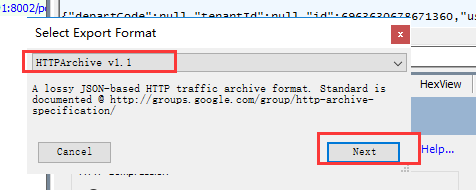 1:8002/p
{"departCode":null,"tenantId":null,"id":6963630678671360,"us
Select Export Format
x
HTTPArchive v1.1
A lossy JSON-based HTTP traffic archive format. Standard is
documented @ http://groups.google.com/group/http-archive-
specification/
HexView
Cancel
Next
Help...